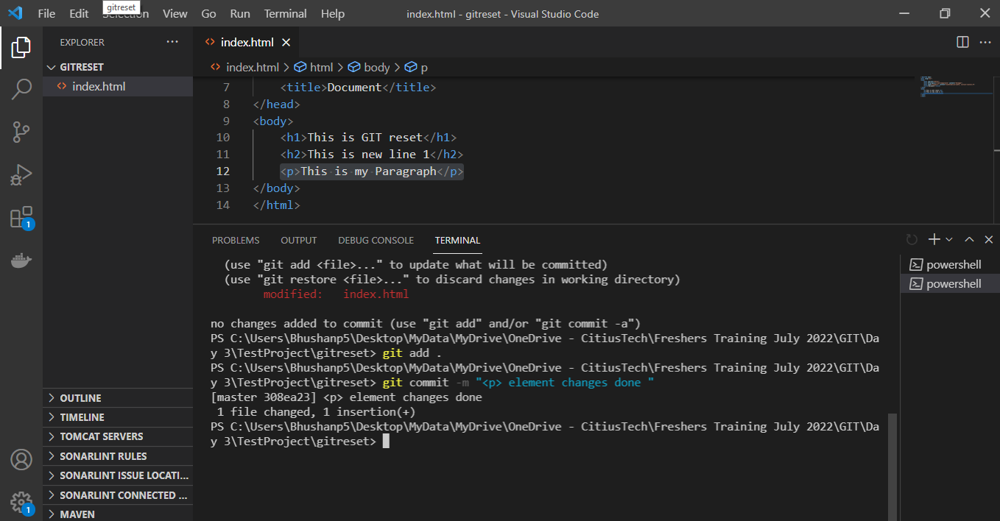 File Edit Selection View Go Run Terminal Help index.html - gitreset - Visual Studio Code
gitreset
EXPLORER
GITRESET
index.html
OUTLINE
TIMELINE
TOMCAT SERVERS
SONARLINT RULES
SONARLINT ISSUE LOCATI...
SONARLINT CONNECTED ...
MAVEN
1
1
index.html
index.html > html > body > p
7 <title>Document</title>
8 </head>
9 <body>
10 <h1>This is GIT reset</h1>
11 <h2>This is new line 1</h2>
12 <p>This is my Paragraph</p>
13 </body>
14 </html>
PROBLEMS OUTPUT DEBUG CONSOLE TERMINAL
(use "git add <file>..." to update what will be committed)
(use "git restore <file>..." to discard changes in working directory)
modified: index.html
no changes added to commit (use "git add" and/or "git commit -a")
PS C:\Users\Bhushanp5\Desktop\MyData\MyDrive\OneDrive - CitiusTech\Freshers Training July 2022\GIT\Da
y 3\TestProject\gitreset> git add .
PS C:\Users\Bhushanp5\Desktop\MyData\MyDrive\OneDrive - CitiusTech\Freshers Training July 2022\GIT\Da
y 3\TestProject\gitreset> git commit -m "<p> element changes done "
[master 308ea23] <p> element changes done
1 file changed, 1 insertion(+)
PS C:\Users\Bhushanp5\Desktop\MyData\MyDrive\OneDrive - CitiusTech\Freshers Training July 2022\GIT\Da
y 3\TestProject\gitreset>
powershell
powershell